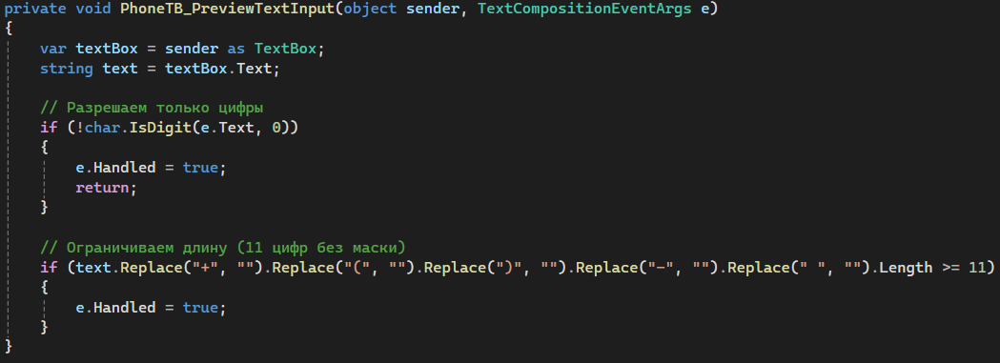 private void PhoneTB_PreviewTextInput(object sender, TextCompositionEventArgs e)
{
    var textBox = sender as TextBox;
    string text = textBox.Text;

    // Разрешаем только цифры
    if (!char.IsDigit(e.Text, 0))
    {
        e.Handled = true;
        return;
    }

    // Ограничиваем длину (11 цифр без маски)
    if (text.Replace("+", "").Replace("(", "").Replace(")", "").Replace("-", "").Replace(" ", "").Length >= 11)
    {
        e.Handled = true;
    }
}